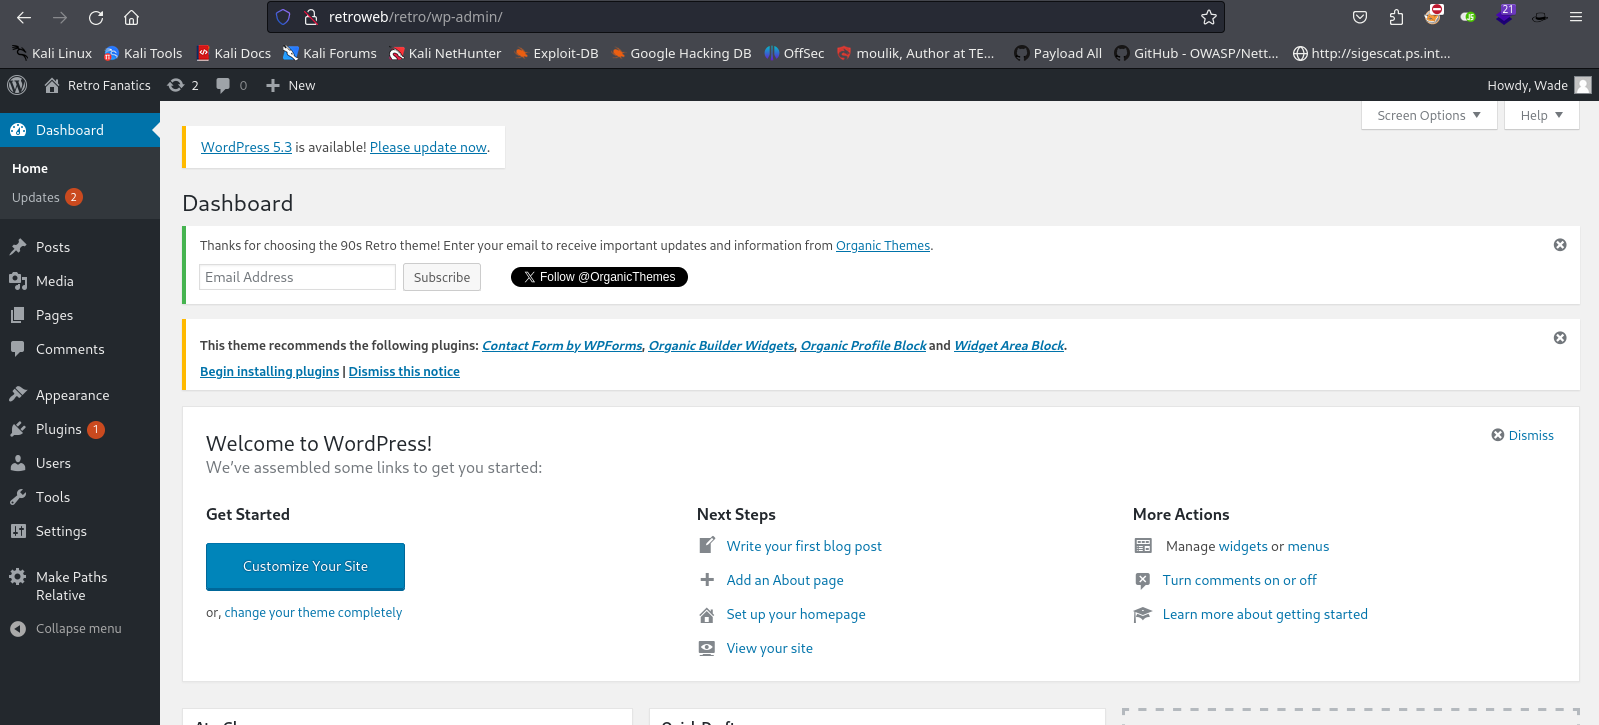 retroweb/retro/wp-admin/
21
Kali Linux Kali Tools Kali Docs Kali Forums Kali NetHunter Exploit-DB Google Hacking DB OffSec moulik, Author at TE... Payload All GitHub - OWASP/Nett... http://sigescat.ps.int...
Retro Fanatics 2 0 New Howdy, Wade
Dashboard
Home
Updates 2
Posts
Media
Pages
Comments
Appearance
Plugins 1
Users
Tools
Settings
Make Paths
Relative
Collapse menu
Screen Options Help
WordPress 5.3 is available! Please update now.
Dashboard
Thanks for choosing the 90s Retro theme! Enter your email to receive important updates and information from Organic Themes.
Email Address Subscribe Follow @OrganicThemes
This theme recommends the following plugins: Contact Form by WPForms, Organic Builder Widgets, Organic Profile Block and Widget Area Block.
Begin installing plugins | Dismiss this notice
Welcome to WordPress!
Dismiss
We've assembled some links to get you started:
Get Started
Customize Your Site
or, change your theme completely
Next Steps
Write your first blog post
Add an About page
Set up your homepage
View your site
More Actions
Manage widgets or menus
Turn comments on or off
Learn more about getting started